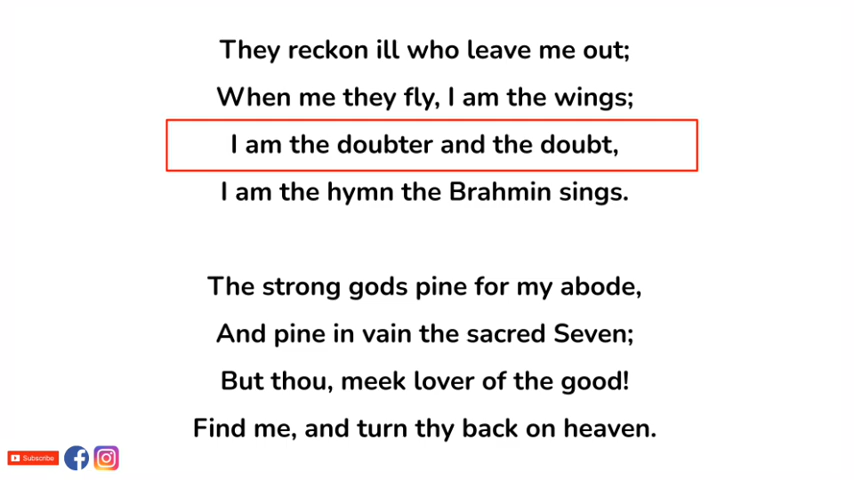 They reckon ill who leave me out;
When me they fly, I am the wings;
I am the doubter and the doubt,
I am the hymn the Brahmin sings.
The strong gods pine for my abode,
And pine in vain the sacred Seven;
But thou, meek lover of the good!
Find me, and turn thy back on heaven.
Subscribe